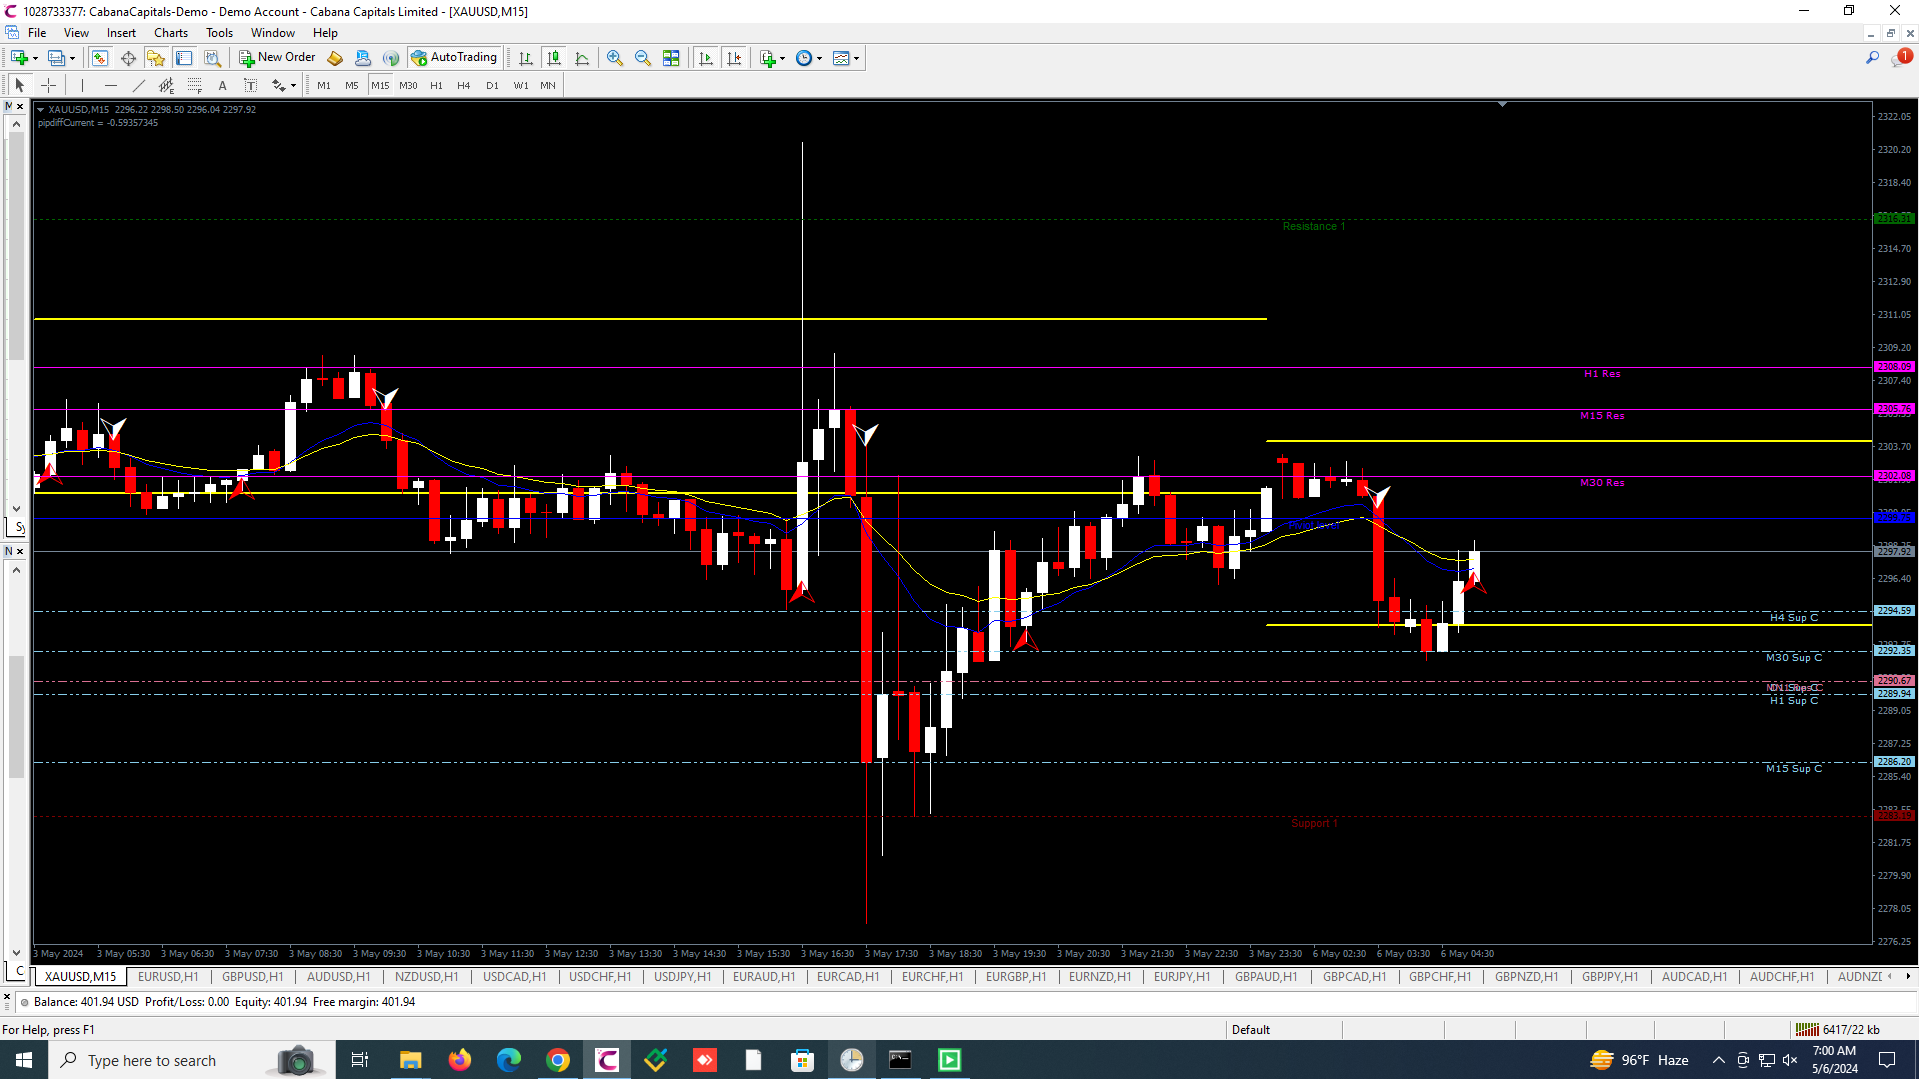 1028733377: CabanaCapitals-Demo - Demo Account - Cabana Capitals Limited - [XAUUSD,M15]
File View Insert Charts Tools Window Help
New Order AutoTrading
1
A T M1 M5 M15 M30 H1 H4 D1 W1 MN
M
XAUUSD,M15 2296.22 2298.50 2296.04 2297.92
pipdiffCurrent = -0.59357345
2322.05
2320.20
2318.40
2316.31
Resistance 1
2314.70
2312.90
2311.05
2309.20
2308.09
H1 Res
2307.40
2305.76
M15 Res
2303.70
2302.08
M30 Res
Sy
2297.92
N
2296.40
2294.59
H4 Sup C
2292.35
M30 Sup C
2290.67
2289.94
H1 Sup C
2289.05
2287.25
2286.20
M15 Sup C
2285.40
Support 1
2281.75
2279.90
2278.05
2276.25
3 May 2024 3 May 05:30 3 May 06:30 3 May 07:30 3 May 08:30 3 May 09:30 3 May 10:30 3 May 11:30 3 May 12:30 3 May 13:30 3 May 14:30 3 May 15:30 3 May 16:30 3 May 17:30 3 May 18:30 3 May 19:30 3 May 20:30 3 May 21:30 3 May 22:30 3 May 23:30 6 May 02:30 6 May 03:30 6 May 04:30
C
XAUUSD,M15 EURUSD,H1 GBPUSD,H1 AUDUSD,H1 NZDUSD,H1 USDCAD,H1 USDCHF,H1 USDJPY,H1 EURAUD,H1 EURCAD,H1 EURCHF,H1 EURGBP,H1 EURNZD,H1 EURJPY,H1 GBPAUD,H1 GBPCAD,H1 GBPCHF,H1 GBPNZD,H1 GBPJPY,H1 AUDCAD,H1 AUDCHF,H1 AUDNZD
Balance: 401.94 USD Profit/Loss: 0.00 Equity: 401.94 Free margin: 401.94
For Help, press F1 Default 6417/22 kb
Type here to search 96°F Haze 7:00 AM
5/6/2024